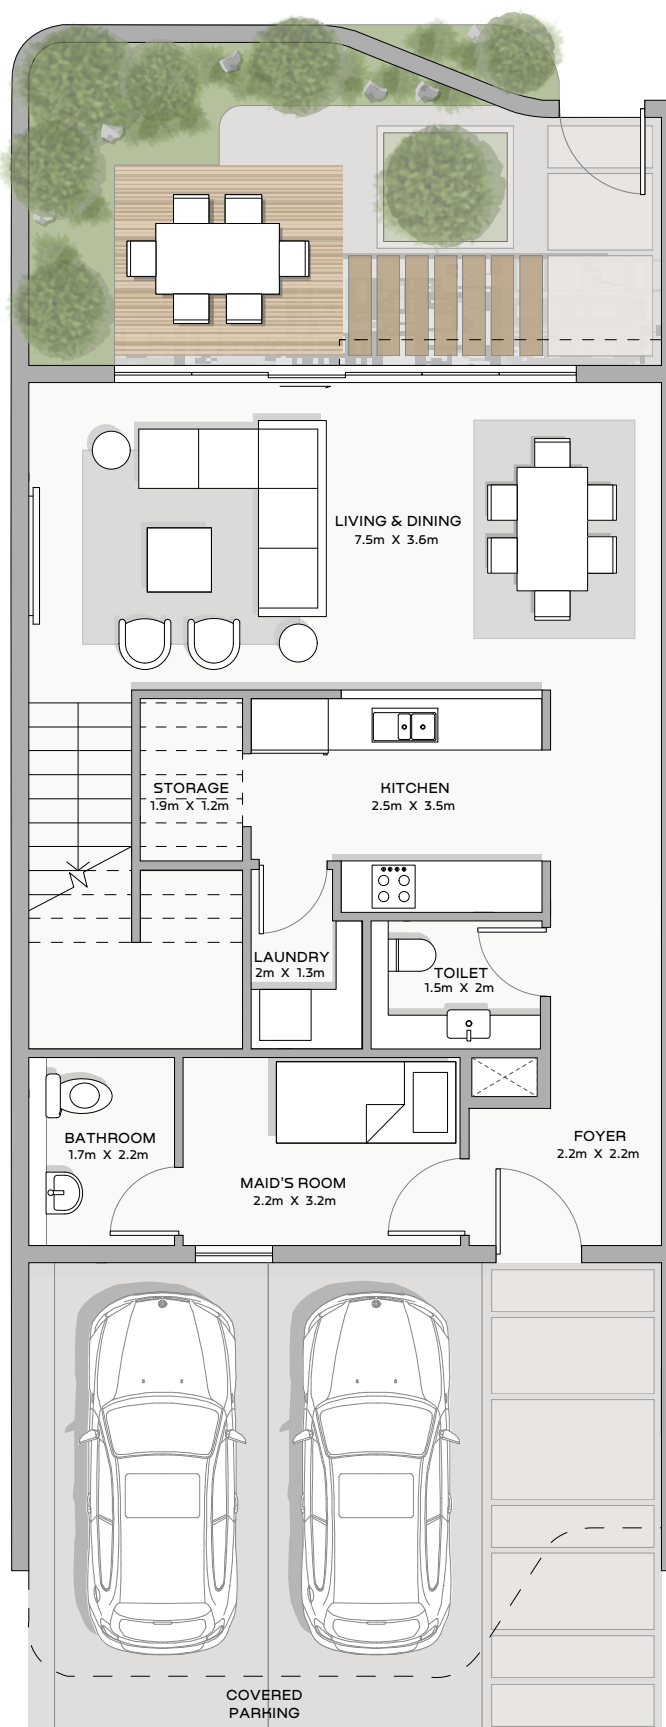 LIVING & DINING
7.5m X 3.6m
STORAGE
1.9m X 1.2m
KITCHEN
2.5m X 3.5m
LAUNDRY
2m X 1.3m
TOILET
1.5m X 2m
BATHROOM
1.7m X 2.2m
MAID'S ROOM
2.2m X 3.2m
FOYER
2.2m X 2.2m
COVERED
PARKING